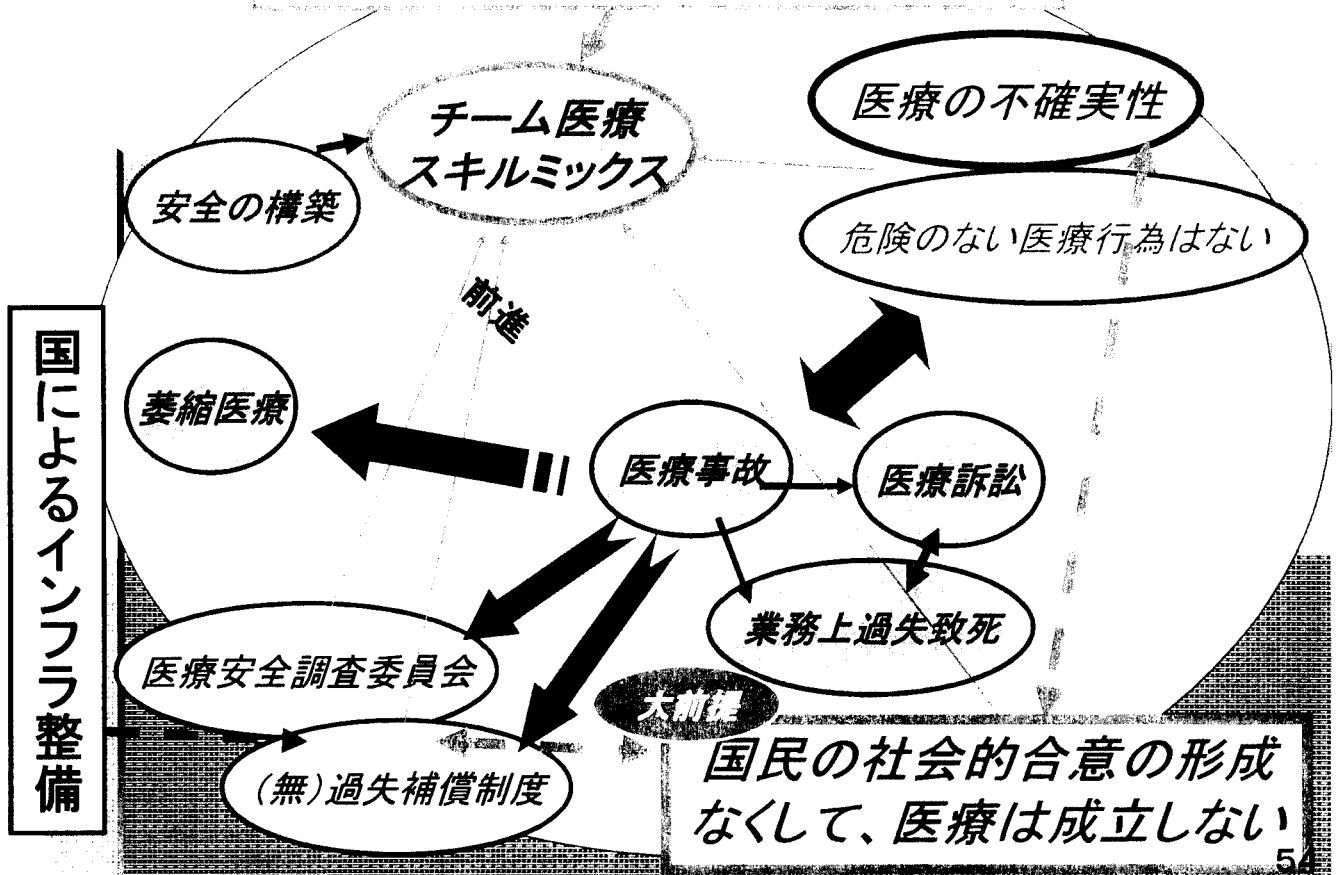 チーム医療
スキルミックス
医療の不確実性
安全の構築
危険のない医療行為はない
前進
国によるインフラ整備
萎縮医療
医療事故
医療訴訟
業務上過失致死
医療安全調査委員会
大前提
(無)過失補償制度
国民の社会的合意の形成
なくして、医療は成立しない
54